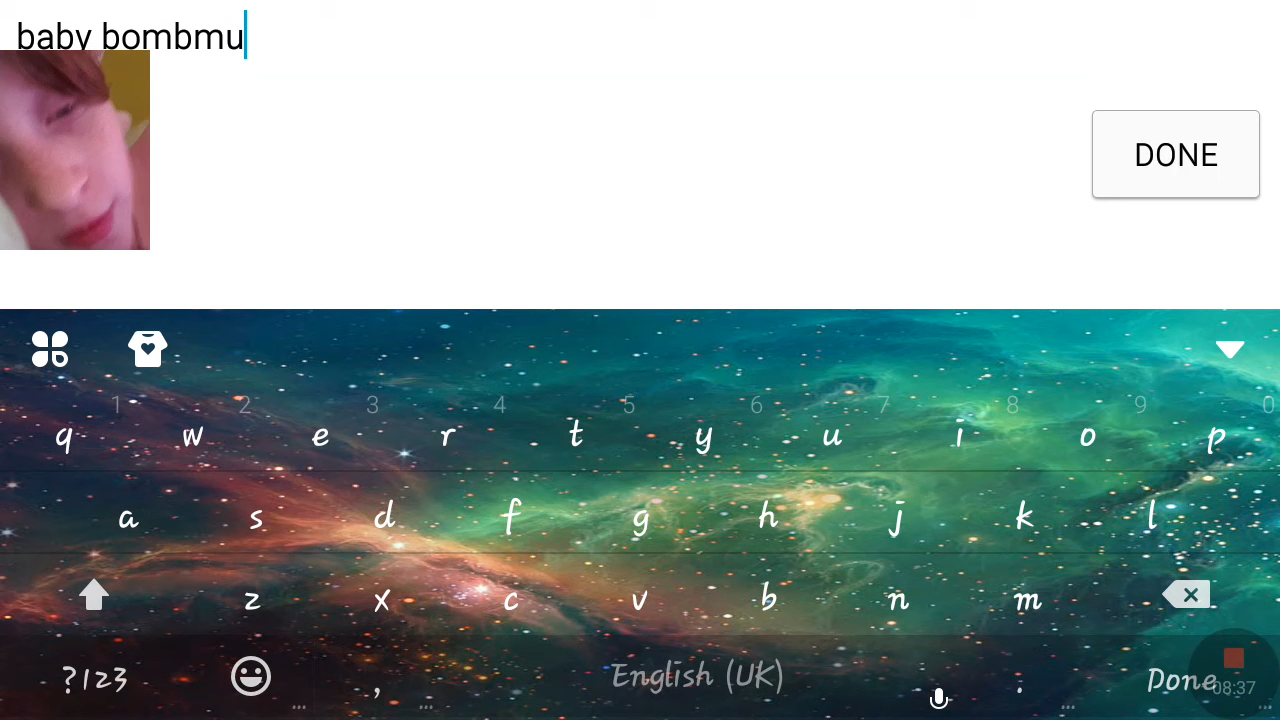 baby bombmu
DONE
1 2 3 4 5 6 7 8 9 0
q w e r t y u i o p
a s d f g h j k l
z x c v b n m
?123 , English (UK) . Done
08:37